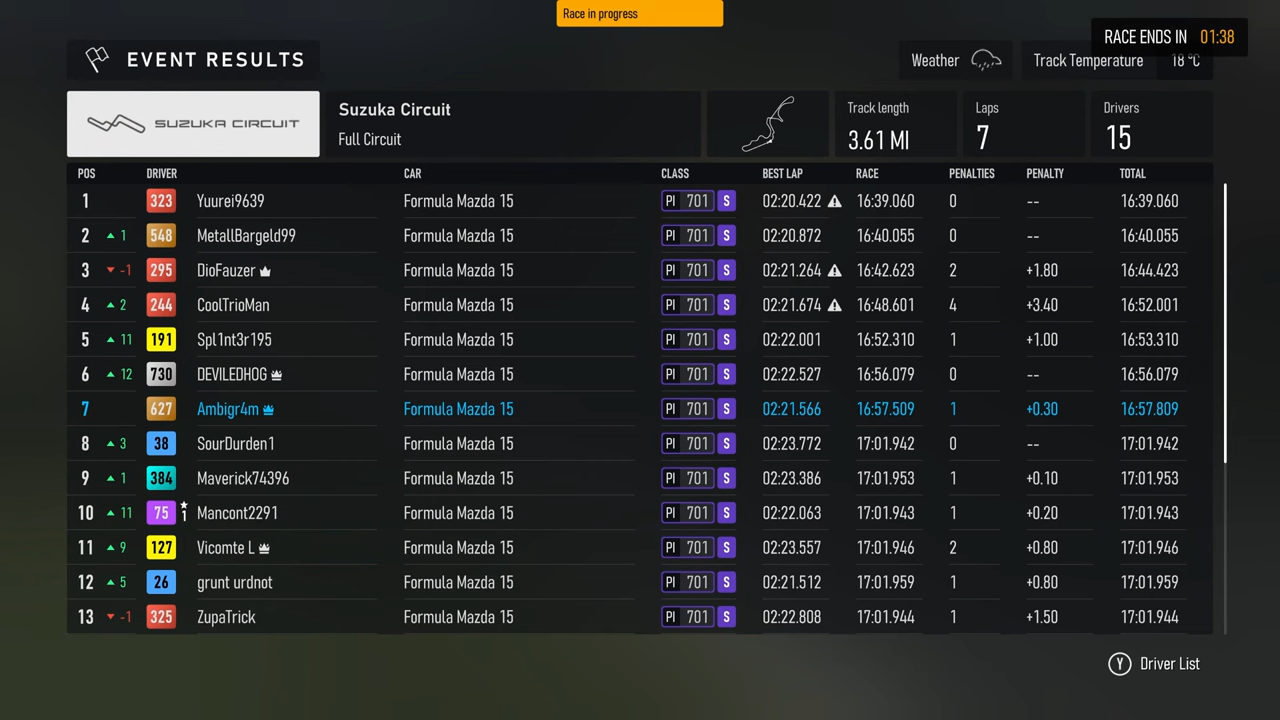 Race in progress
RACE ENDS IN 01:38
EVENT RESULTS
Weather Track Temperature 18 °C
SUZUKA CIRCUIT
Suzuka Circuit
Full Circuit
Track length
3.61 MI
Laps
7
Drivers
15
POS DRIVER CAR CLASS BEST LAP RACE PENALTIES PENALTY TOTAL
1 323 Yuurei9639 Formula Mazda 15 PI 701 S 02:20.422 16:39.060 0 -- 16:39.060
2 1 548 MetallBargeld99 Formula Mazda 15 PI 701 S 02:20.872 16:40.055 0 -- 16:40.055
3 -1 295 DioFauzer Formula Mazda 15 PI 701 S 02:21.264 16:42.623 2 +1.80 16:44.423
4 2 244 CoolTrioMan Formula Mazda 15 PI 701 S 02:21.674 16:48.601 4 +3.40 16:52.001
5 11 191 Spl1nt3r195 Formula Mazda 15 PI 701 S 02:22.001 16:52.310 1 +1.00 16:53.310
6 12 730 DEVILEDHOG Formula Mazda 15 PI 701 S 02:22.527 16:56.079 0 -- 16:56.079
7 627 Ambigr4m Formula Mazda 15 PI 701 S 02:21.566 16:57.509 1 +0.30 16:57.809
8 3 38 SourDurden1 Formula Mazda 15 PI 701 S 02:23.772 17:01.942 0 -- 17:01.942
9 1 384 Maverick74396 Formula Mazda 15 PI 701 S 02:23.386 17:01.953 1 +0.10 17:01.953
10 11 75 1 Mancont2291 Formula Mazda 15 PI 701 S 02:22.063 17:01.943 1 +0.20 17:01.943
11 9 127 Vicomte L Formula Mazda 15 PI 701 S 02:23.557 17:01.946 2 +0.80 17:01.946
12 5 26 grunt urdnot Formula Mazda 15 PI 701 S 02:21.512 17:01.959 1 +0.80 17:01.959
13 -1 325 ZupaTrick Formula Mazda 15 PI 701 S 02:22.808 17:01.944 1 +1.50 17:01.944
Y Driver List